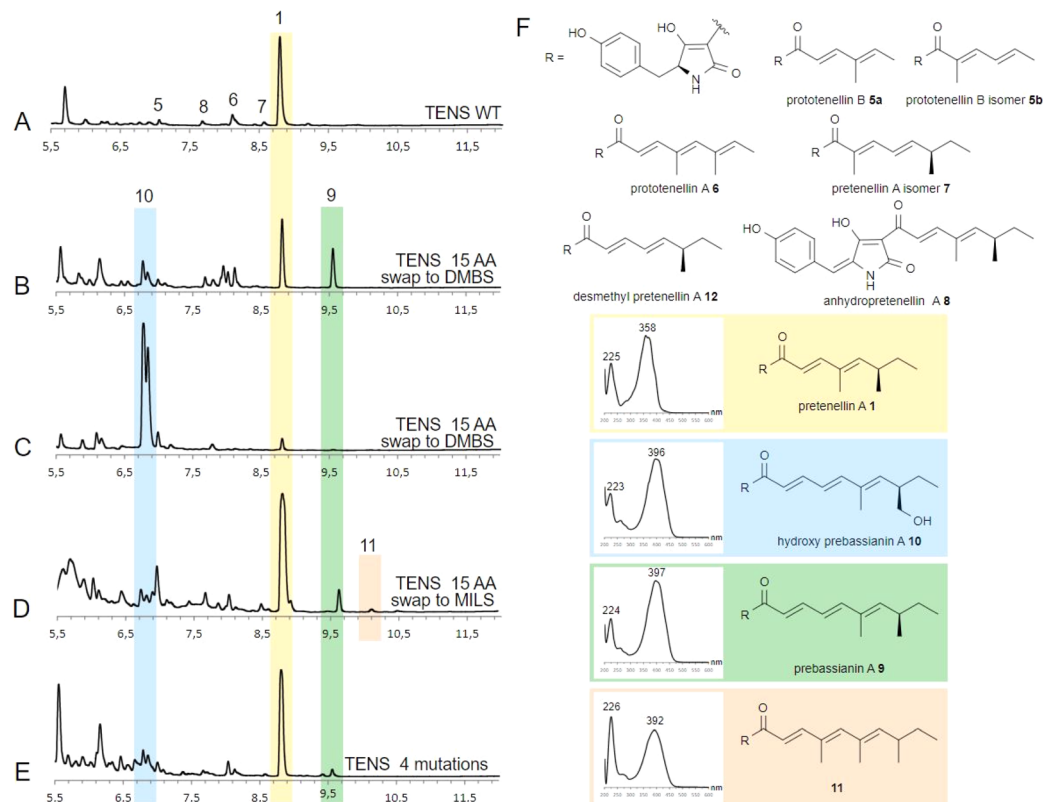 A
1
5
8
6
7
TENS WT
5,5 6,5 7,5 8,5 9,5 10,5 11,5
B
10
9
TENS 15 AA
swap to DMBS
5,5 6,5 7,5 8,5 9,5 10,5 11,5
C
TENS 15 AA
swap to DMBS
5,5 6,5 7,5 8,5 9,5 10,5 11,5
D
11
TENS 15 AA
swap to MILS
5,5 6,5 7,5 8,5 9,5 10,5 11,5
E
TENS 4 mutations
5,5 6,5 7,5 8,5 9,5 10,5 11,5
F
R =
HO
HO
O
NH
O
R
prototenellin B 5a
O
R
prototenellin B isomer 5b
O
R
prototenellin A 6
O
R
pretenellin A isomer 7
O
R
desmethyl pretenellin A 12
HO
HO
O
O
NH
anhydropretenellin A 8
225
358
nm
200 250 300 350 400 450 500 550 600
O
R
pretenellin A 1
223
396
nm
200 250 300 350 400 450 500 550 600
O
R
OH
hydroxy prebassianin A 10
224
397
nm
200 250 300 350 400 450 500 550 600
O
R
prebassianin A 9
226
392
nm
200 250 300 350 400 450 500 550 600
O
R
11